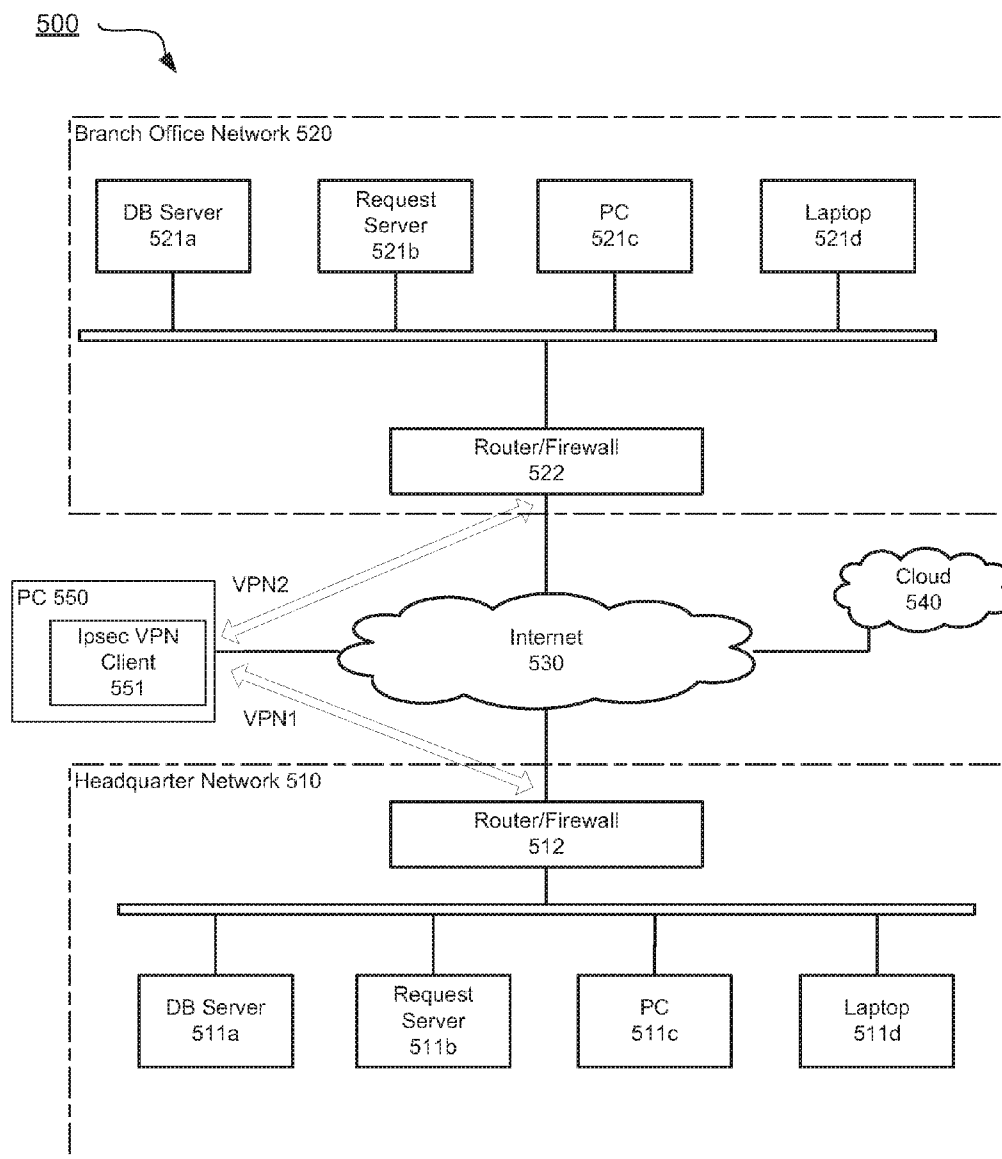 500
Branch Office Network 520
DB Server
521a
Request
Server
521b
PC
521c
Laptop
521d
Router/Firewall
522
VPN2
PC 550
Ipsec VPN
Client
551
Internet
530
Cloud
540
VPN1
Headquarter Network 510
Router/Firewall
512
DB Server
511a
Request
Server
511b
PC
511c
Laptop
511d